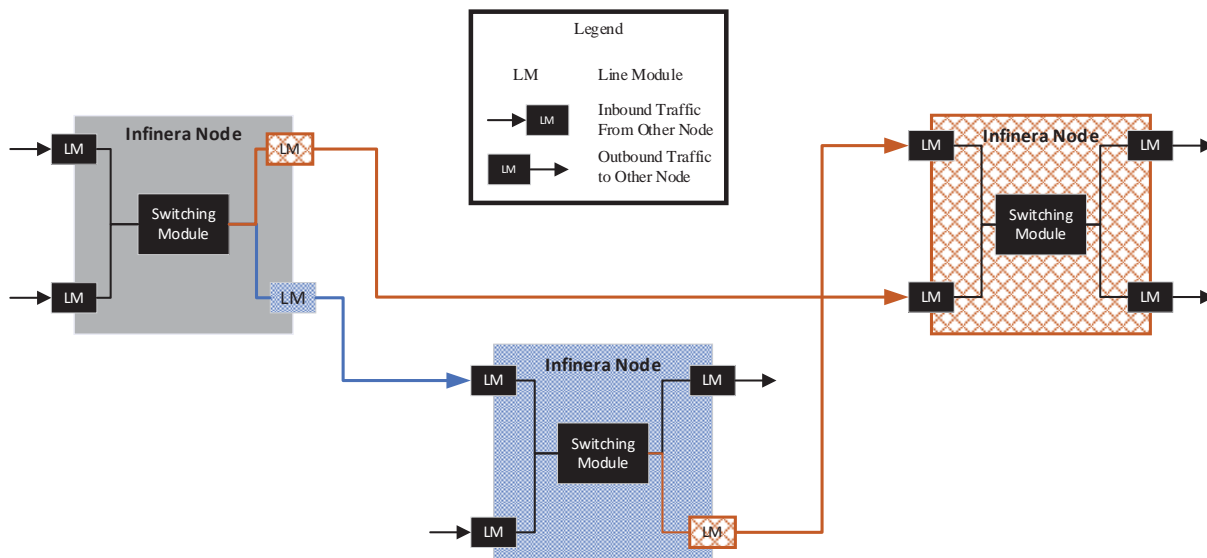 Legend
LM Line Module
LM Inbound Traffic
From Other Node
LM Outbound Traffic
to Other Node
Infinera Node
LM
LM
Switching
Module
LM
LM
Infinera Node
LM
LM
Switching
Module
LM
LM
Infinera Node
LM
LM
Switching
Module
LM
LM